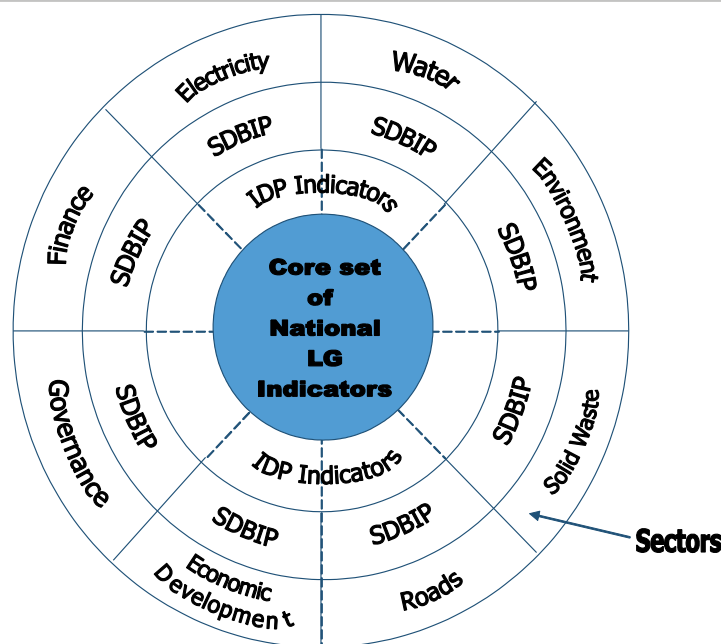 Electricity
Water
SDBIP
SDBIP
IDP Indicators
Finance
Environment
SDBIP
SDBIP
Core set
of
National
LG
Indicators
Governance
SDBIP
SDBIP
Solid Waste
IDP Indicators
SDBIP
SDBIP
Sectors
Economic
Development
Roads